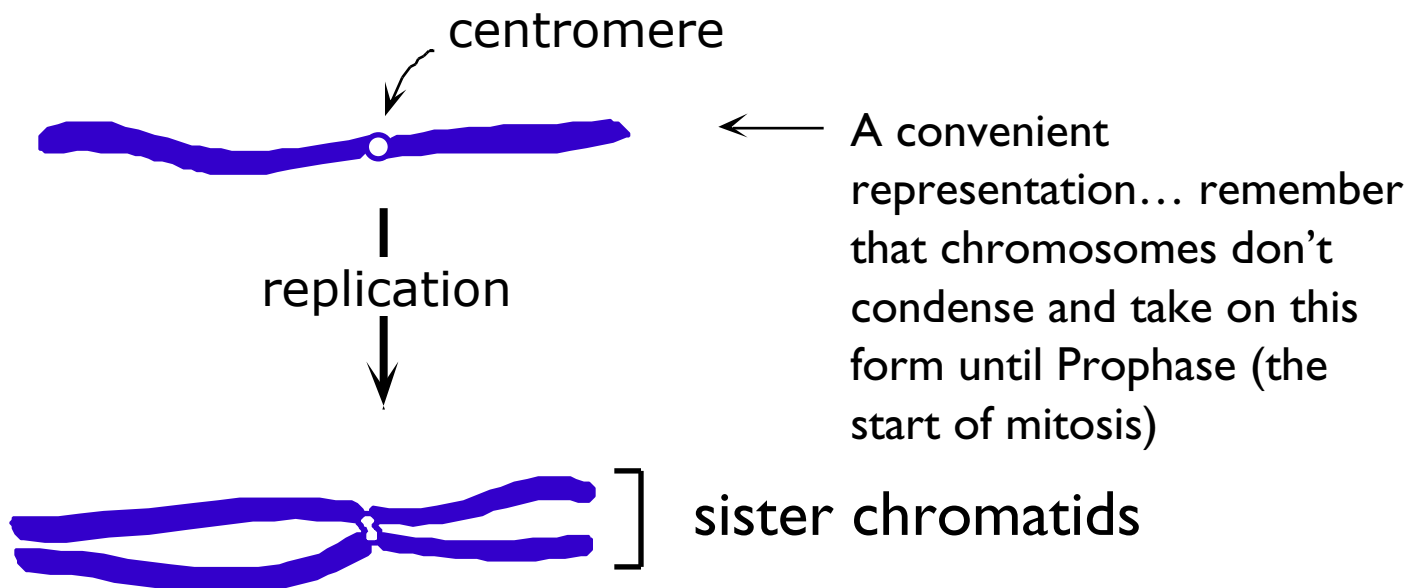 centromere
A convenient
representation… remember
that chromosomes don’t
condense and take on this
form until Prophase (the
start of mitosis)
replication
sister chromatids